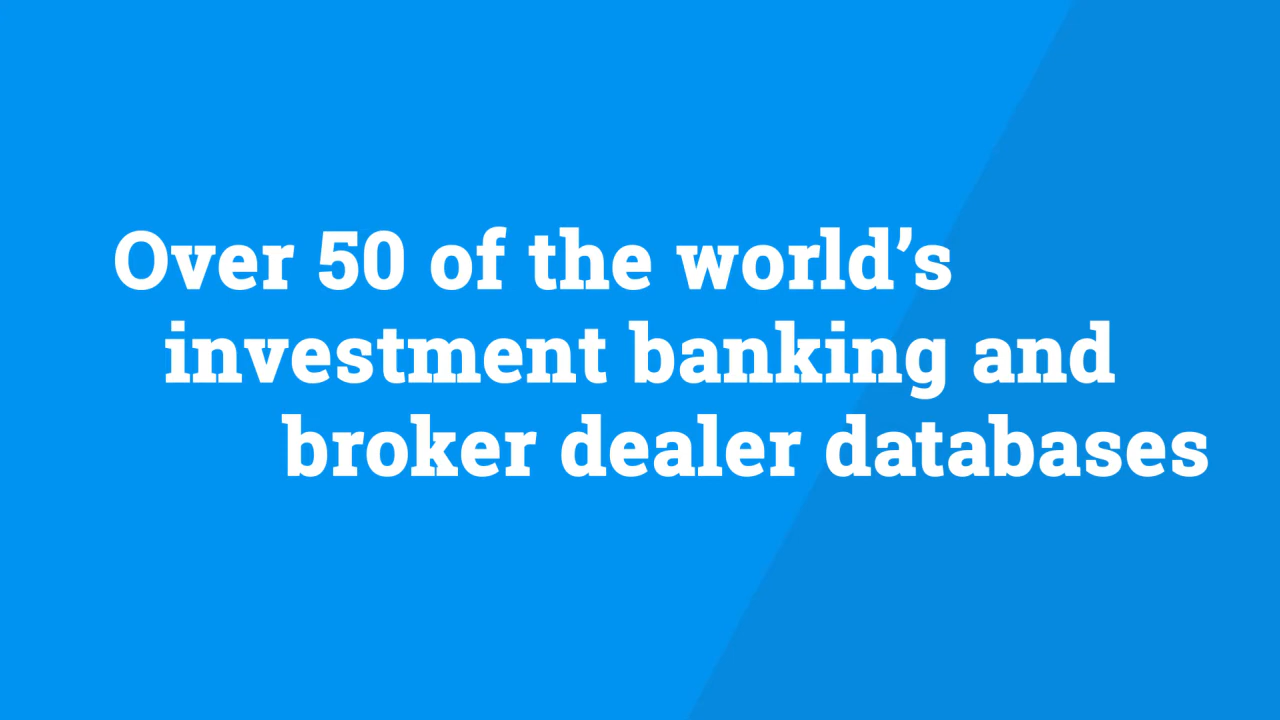 Over 50 of the world’s
investment banking and
broker dealer databases